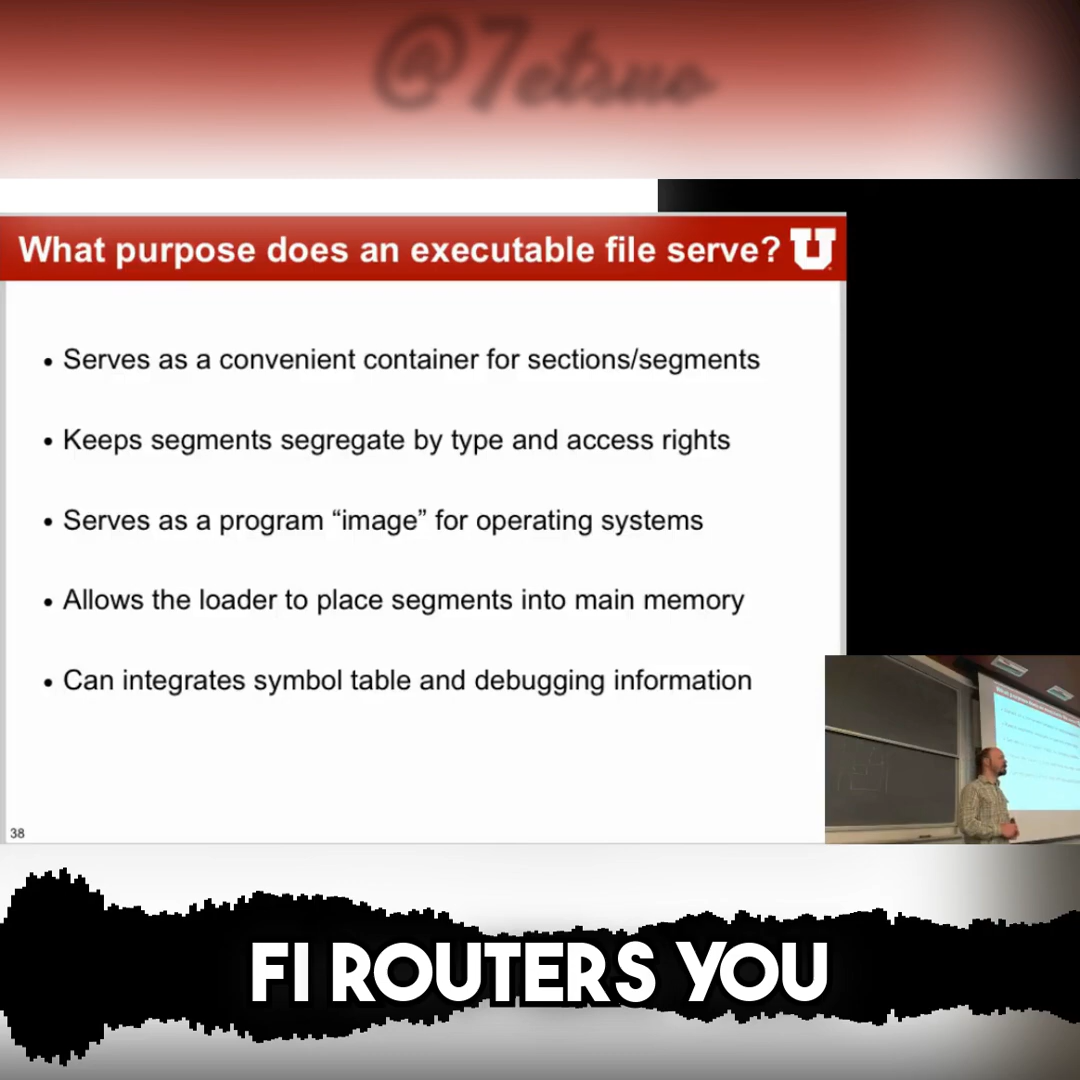 @7etsuo
What purpose does an executable file serve? U
• Serves as a convenient container for sections/segments
• Keeps segments segregate by type and access rights
• Serves as a program “image” for operating systems
• Allows the loader to place segments into main memory
• Can integrates symbol table and debugging information
38
FI ROUTERS YOU